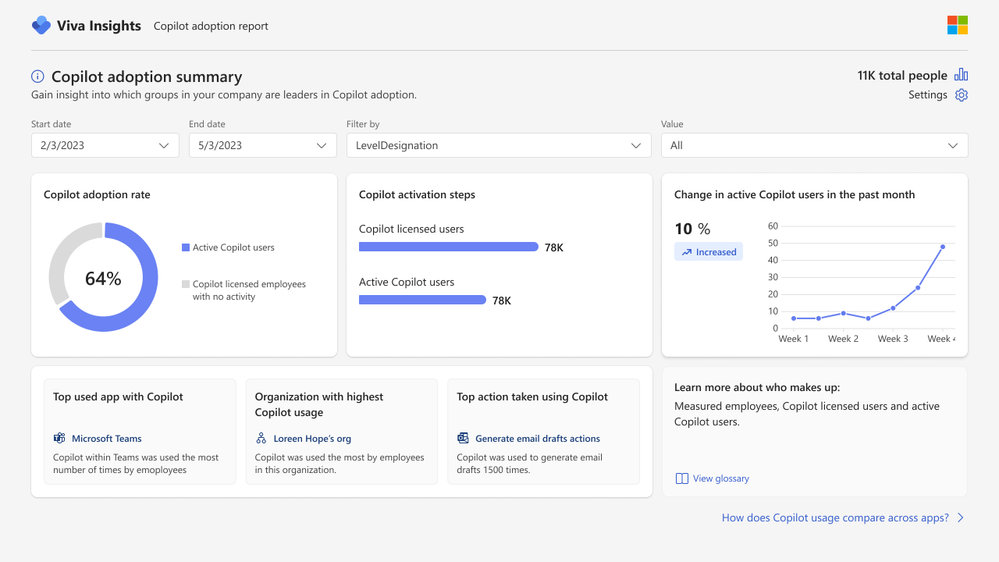 Viva Insights Copilot adoption report
Copilot adoption summary
Gain insight into which groups in your company are leaders in Copilot adoption.
11K total people
Settings
Start date
2/3/2023
End date
5/3/2023
Filter by
LevelDesignation
Value
All
Copilot adoption rate
64%
Active Copilot users
Copilot licensed employees
with no activity
Copilot activation steps
Copilot licensed users
78K
Active Copilot users
78K
Change in active Copilot users in the past month
10 %
Increased
60
50
40
30
20
10
0
Week 1 Week 2 Week 3 Week
Top used app with Copilot
Microsoft Teams
Copilot within Teams was used the most
number of times by emoployees
Organization with highest
Copilot usage
Loreen Hope's org
Copilot was used the most by employees
in this organization.
Top action taken using Copilot
Generate email drafts actions
Copilot was used to generate email
drafts 1500 times.
Learn more about who makes up:
Measured employees, Copilot licensed users and active
Copilot users.
View glossary
How does Copilot usage compare across apps?